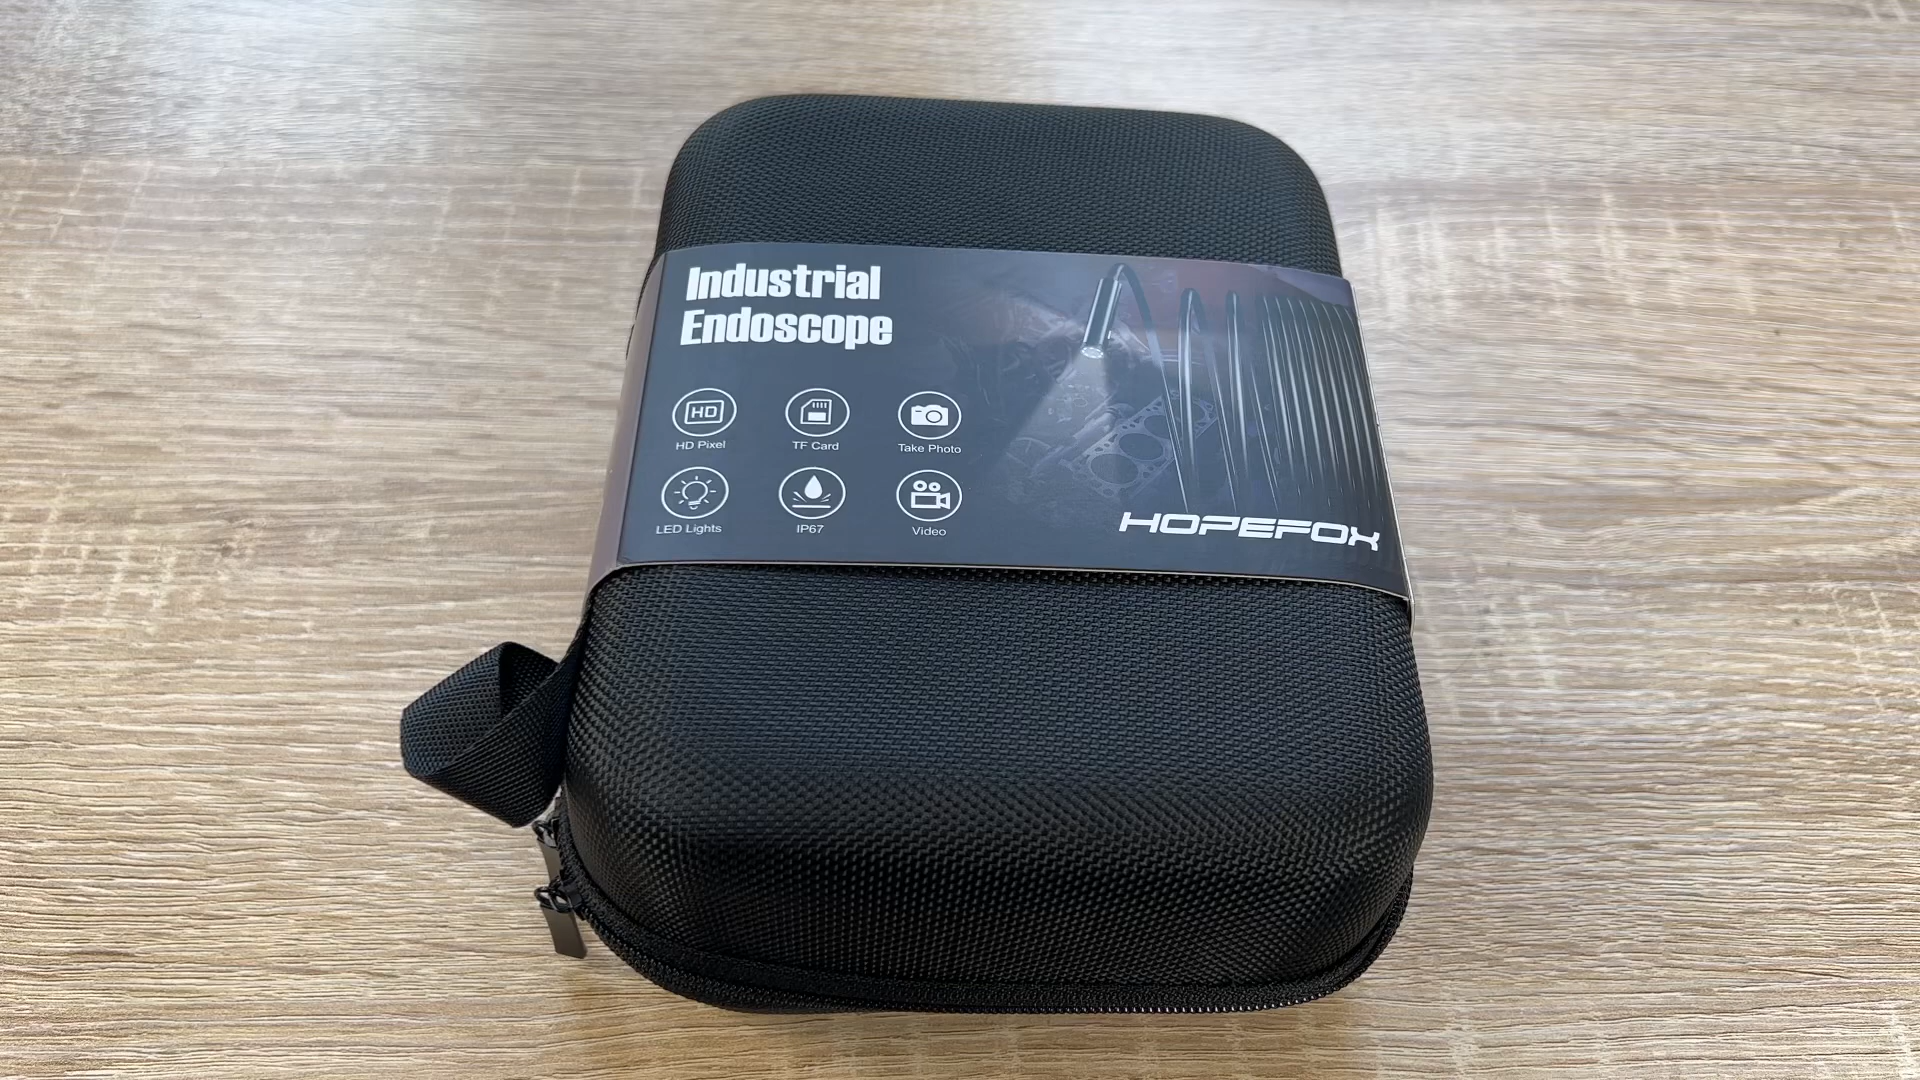 Industrial
Endoscope
HD
HD Pixel
TF Card
Take Photo
LED Lights
IP67
Video
HOPEFOX